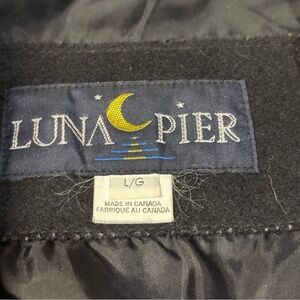 LUNA PIER
L/G
MADE IN CANADA
FABRIQUÉ AU CANADA